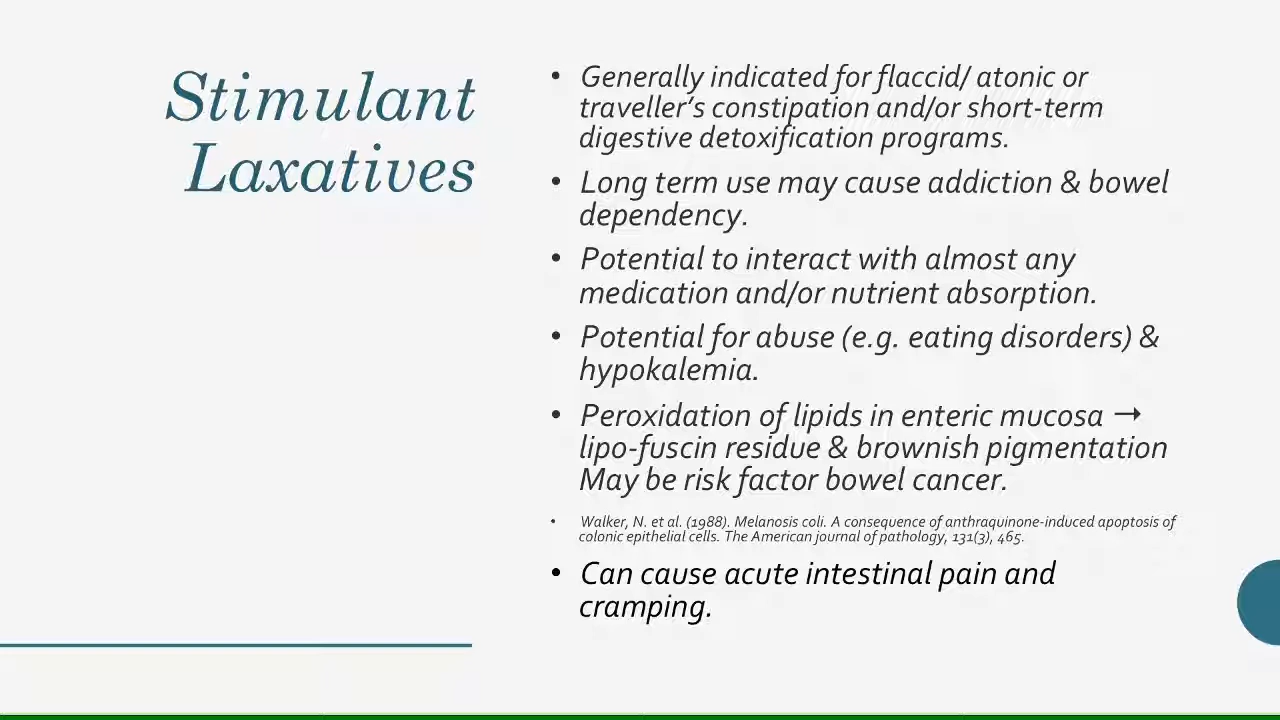 Stimulant
Laxatives
• Generally indicated for flaccid/ atonic or
traveller's constipation and/or short-term
digestive detoxification programs.
• Long term use may cause addiction & bowel
dependency.
• Potential to interact with almost any
medication and/or nutrient absorption.
• Potential for abuse (e.g. eating disorders) &
hypokalemia.
• Peroxidation of lipids in enteric mucosa →
lipo-fuscin residue & brownish pigmentation
May be risk factor bowel cancer.
• Walker, N. et al. (1988). Melanosis coli. A consequence of anthraquinone-induced apoptosis of
colonic epithelial cells. The American journal of pathology, 131(3), 465.
• Can cause acute intestinal pain and
cramping.